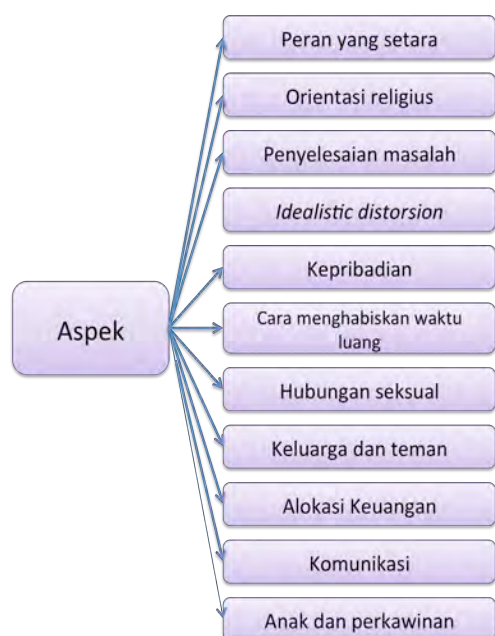 Peran yang setara
Orientasi religius
Penyelesaian masalah
Idealistic distorsion
Kepribadian
Aspek
Cara menghabiskan waktu
luang
Hubungan seksual
Keluarga dan teman
Alokasi Keuangan
Komunikasi
Anak dan perkawinan